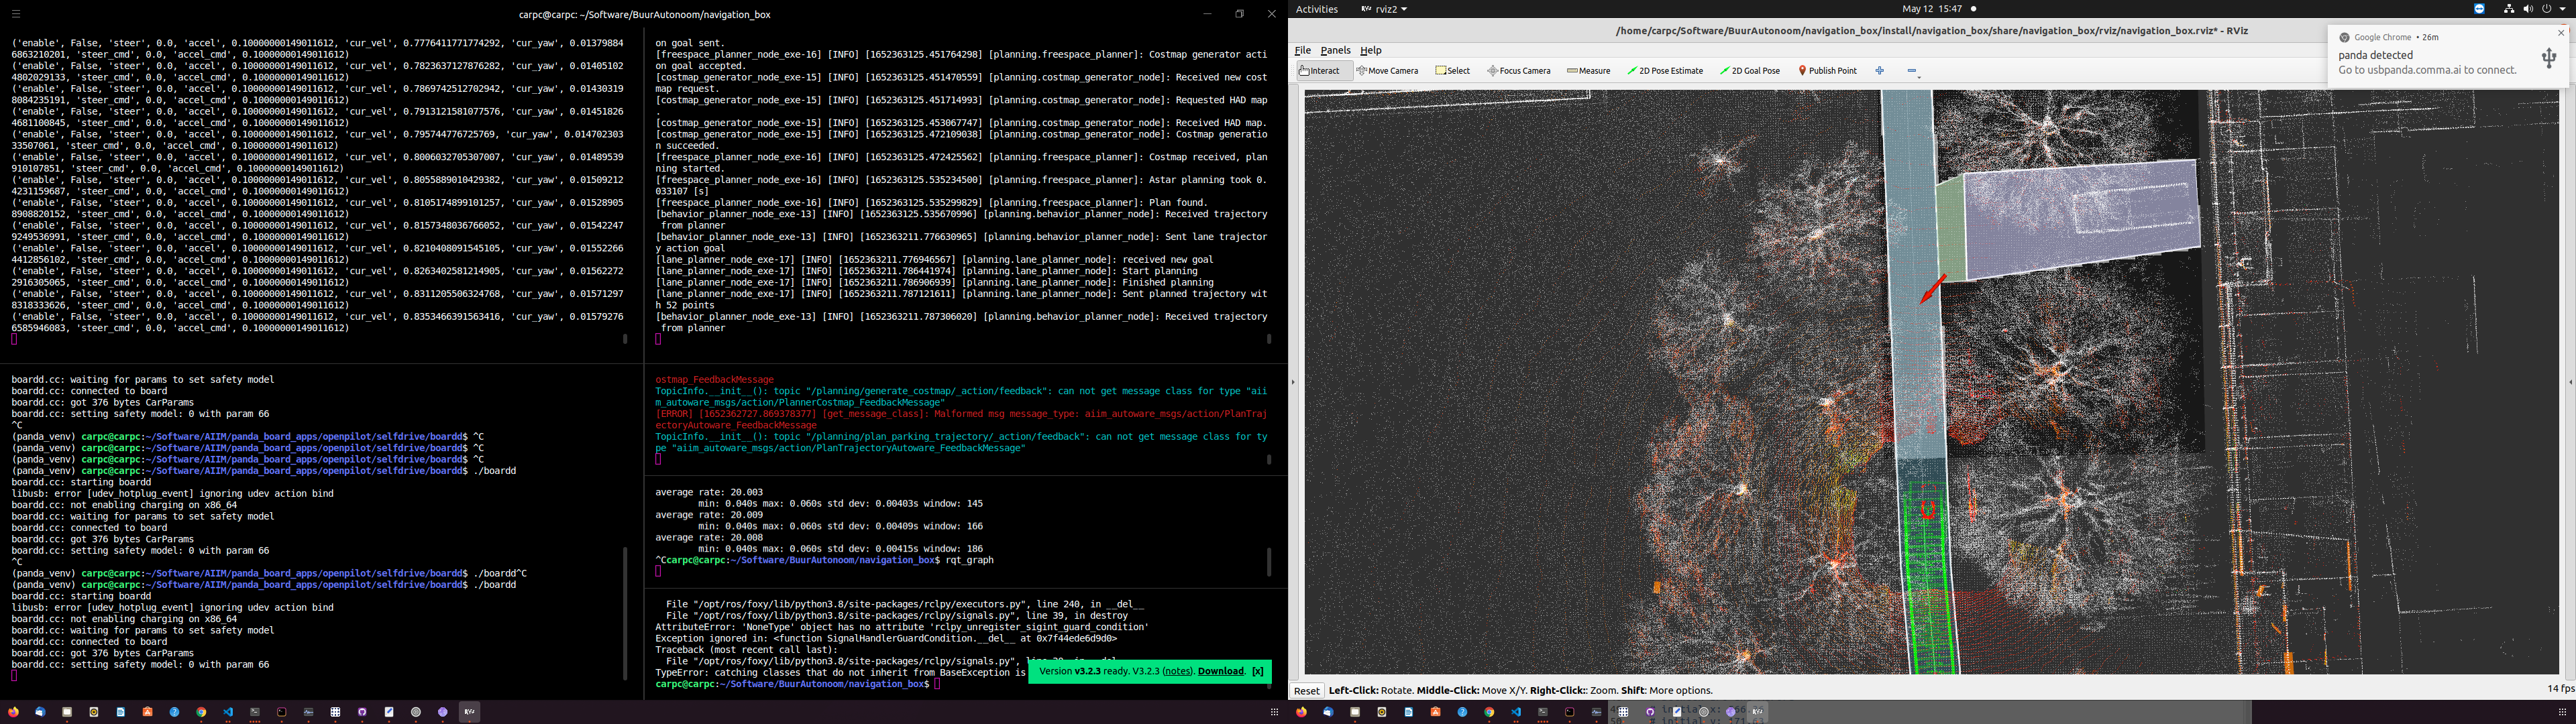 carpc@carpc: ~/Software/BuurAutonoom/navigation_box
('enable', False, 'steer', 0.0, 'accel', 0.10000000149011612, 'cur_vel', 0.7776411771774292, 'cur_yaw', 0.01379884
6863210201, 'steer_cmd', 0.0, 'accel_cmd', 0.10000000149011612)
('enable', False, 'steer', 0.0, 'accel', 0.10000000149011612, 'cur_vel', 0.7823637127876282, 'cur_yaw', 0.01405102
4802029133, 'steer_cmd', 0.0, 'accel_cmd', 0.10000000149011612)
('enable', False, 'steer', 0.0, 'accel', 0.10000000149011612, 'cur_vel', 0.7869742512702942, 'cur_yaw', 0.01430319
8084235191, 'steer_cmd', 0.0, 'accel_cmd', 0.10000000149011612)
('enable', False, 'steer', 0.0, 'accel', 0.10000000149011612, 'cur_vel', 0.7913121581077576, 'cur_yaw', 0.01451826
4681100845, 'steer_cmd', 0.0, 'accel_cmd', 0.10000000149011612)
('enable', False, 'steer', 0.0, 'accel', 0.10000000149011612, 'cur_vel', 0.795744776725769, 'cur_yaw', 0.014702303
33507061, 'steer_cmd', 0.0, 'accel_cmd', 0.10000000149011612)
('enable', False, 'steer', 0.0, 'accel', 0.10000000149011612, 'cur_vel', 0.8006032705307007, 'cur_yaw', 0.01489539
910107851, 'steer_cmd', 0.0, 'accel_cmd', 0.10000000149011612)
('enable', False, 'steer', 0.0, 'accel', 0.10000000149011612, 'cur_vel', 0.8055889010429382, 'cur_yaw', 0.01509212
4231159687, 'steer_cmd', 0.0, 'accel_cmd', 0.10000000149011612)
('enable', False, 'steer', 0.0, 'accel', 0.10000000149011612, 'cur_vel', 0.8105174899101257, 'cur_yaw', 0.01528905
8908820152, 'steer_cmd', 0.0, 'accel_cmd', 0.10000000149011612)
('enable', False, 'steer', 0.0, 'accel', 0.10000000149011612, 'cur_vel', 0.8157348036766052, 'cur_yaw', 0.01542247
9249536991, 'steer_cmd', 0.0, 'accel_cmd', 0.10000000149011612)
('enable', False, 'steer', 0.0, 'accel', 0.10000000149011612, 'cur_vel', 0.8210408091545105, 'cur_yaw', 0.01552266
4412856102, 'steer_cmd', 0.0, 'accel_cmd', 0.10000000149011612)
('enable', False, 'steer', 0.0, 'accel', 0.10000000149011612, 'cur_vel', 0.8263402581214905, 'cur_yaw', 0.01562272
2916305065, 'steer_cmd', 0.0, 'accel_cmd', 0.10000000149011612)
('enable', False, 'steer', 0.0, 'accel', 0.10000000149011612, 'cur_vel', 0.8311205506324768, 'cur_yaw', 0.01571297
8318333626, 'steer_cmd', 0.0, 'accel_cmd', 0.10000000149011612)
('enable', False, 'steer', 0.0, 'accel', 0.10000000149011612, 'cur_vel', 0.8353466391563416, 'cur_yaw', 0.01579276
6585946083, 'steer_cmd', 0.0, 'accel_cmd', 0.10000000149011612)
boardd.cc: waiting for params to set safety model
boardd.cc: connected to board
boardd.cc: got 376 bytes CarParams
boardd.cc: setting safety model: 0 with param 66
^C
(panda_venv) carpc@carpc:~/Software/AIIM/panda_board_apps/openpilot/selfdrive/boardd$ ^C
(panda_venv) carpc@carpc:~/Software/AIIM/panda_board_apps/openpilot/selfdrive/boardd$ ^C
(panda_venv) carpc@carpc:~/Software/AIIM/panda_board_apps/openpilot/selfdrive/boardd$ ^C
(panda_venv) carpc@carpc:~/Software/AIIM/panda_board_apps/openpilot/selfdrive/boardd$ ./boardd
boardd.cc: starting boardd
libusb: error [udev_hotplug_event] ignoring udev action bind
boardd.cc: not enabling charging on x86_64
boardd.cc: waiting for params to set safety model
boardd.cc: connected to board
boardd.cc: got 376 bytes CarParams
boardd.cc: setting safety model: 0 with param 66
^C
(panda_venv) carpc@carpc:~/Software/AIIM/panda_board_apps/openpilot/selfdrive/boardd$ ./boardd^C
(panda_venv) carpc@carpc:~/Software/AIIM/panda_board_apps/openpilot/selfdrive/boardd$ ./boardd
boardd.cc: starting boardd
libusb: error [udev_hotplug_event] ignoring udev action bind
boardd.cc: not enabling charging on x86_64
boardd.cc: waiting for params to set safety model
boardd.cc: connected to board
boardd.cc: got 376 bytes CarParams
boardd.cc: setting safety model: 0 with param 66
on goal sent.
[freespace_planner_node_exe-16] [INFO] [1652363125.451764298] [planning.freespace_planner]: Costmap generator acti
on goal accepted.
[costmap_generator_node_exe-15] [INFO] [1652363125.451470559] [planning.costmap_generator_node]: Received new cost
map request.
[costmap_generator_node_exe-15] [INFO] [1652363125.451714993] [planning.costmap_generator_node]: Requested HAD map
.
[costmap_generator_node_exe-15] [INFO] [1652363125.453067747] [planning.costmap_generator_node]: Received HAD map.
[costmap_generator_node_exe-15] [INFO] [1652363125.472109038] [planning.costmap_generator_node]: Costmap generatio
n succeeded.
[freespace_planner_node_exe-16] [INFO] [1652363125.472425562] [planning.freespace_planner]: Costmap received, plan
ning started.
[freespace_planner_node_exe-16] [INFO] [1652363125.535234500] [planning.freespace_planner]: Astar planning took 0.
033107 [s]
[freespace_planner_node_exe-16] [INFO] [1652363125.535299829] [planning.freespace_planner]: Plan found.
[behavior_planner_node_exe-13] [INFO] [1652363125.535670996] [planning.behavior_planner_node]: Received trajectory
from planner
[behavior_planner_node_exe-13] [INFO] [1652363211.776630965] [planning.behavior_planner_node]: Sent lane trajector
y action goal
[lane_planner_node_exe-17] [INFO] [1652363211.776946567] [planning.lane_planner_node]: received new goal
[lane_planner_node_exe-17] [INFO] [1652363211.786441974] [planning.lane_planner_node]: Start planning
[lane_planner_node_exe-17] [INFO] [1652363211.786906939] [planning.lane_planner_node]: Finished planning
[lane_planner_node_exe-17] [INFO] [1652363211.787121611] [planning.lane_planner_node]: Sent planned trajectory wit
h 52 points
[behavior_planner_node_exe-13] [INFO] [1652363211.787306020] [planning.behavior_planner_node]: Received trajectory
from planner
ostmap_FeedbackMessage
TopicInfo.__init__(): topic "/planning/generate_costmap/_action/feedback": can not get message class for type "aii
m_autoware_msgs/action/PlannerCostmap_FeedbackMessage"
[ERROR] [1652362727.869378377] [get_message_class]: Malformed msg message_type: aiim_autoware_msgs/action/PlanTraj
ectoryAutoware_FeedbackMessage
TopicInfo.__init__(): topic "/planning/plan_parking_trajectory/_action/feedback": can not get message class for ty
pe "aiim_autoware_msgs/action/PlanTrajectoryAutoware_FeedbackMessage"
average rate: 20.003
min: 0.040s max: 0.060s std dev: 0.00403s window: 145
average rate: 20.009
min: 0.040s max: 0.060s std dev: 0.00409s window: 166
average rate: 20.008
min: 0.040s max: 0.060s std dev: 0.00415s window: 186
^Ccarpc@carpc:~/Software/BuurAutonoom/navigation_box$ rqt_graph
File "/opt/ros/foxy/lib/python3.8/site-packages/rclpy/executors.py", line 240, in __del__
File "/opt/ros/foxy/lib/python3.8/site-packages/rclpy/signals.py", line 39, in destroy
AttributeError: 'NoneType' object has no attribute 'rclpy_unregister_sigint_guard_condition'
Exception ignored in: <function SignalHandlerGuardCondition.__del__ at 0x7f44ede6d9d0>
Traceback (most recent call last):
File "/opt/ros/foxy/lib/python3.8/site-packages/rclpy/signals.py",
TypeError: catching classes that do not inherit from BaseException is
carpc@carpc:~/Software/BuurAutonoom/navigation_box$
Version v3.2.3 ready. V3.2.3 (notes). Download. [x]
Activities rviz2 May 12 15:47
/home/carpc/Software/BuurAutonoom/navigation_box/install/navigation_box/share/navigation_box/rviz/navigation_box.rviz* - RViz
File Panels Help
Interact Move Camera Select Focus Camera Measure 2D Pose Estimate 2D Goal Pose Publish Point
Google Chrome • 26m
panda detected
Go to usbpanda.comma.ai to connect.
Reset Left-Click: Rotate. Middle-Click: Move X/Y. Right-Click: Zoom. Shift: More options.
14 fps